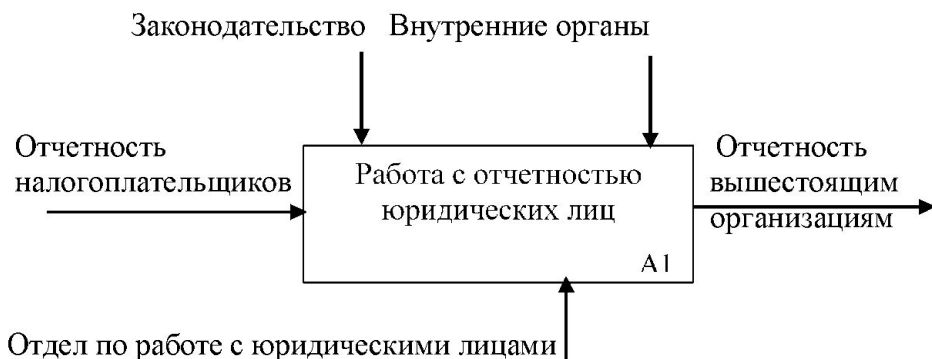 Законодательство Внутренние органы
Отчетность
налогоплательщиков
Работа с отчетностью
юридических лиц
А1
Отчетность
вышестоящим
организациям
Отдел по работе с юридическими лицами